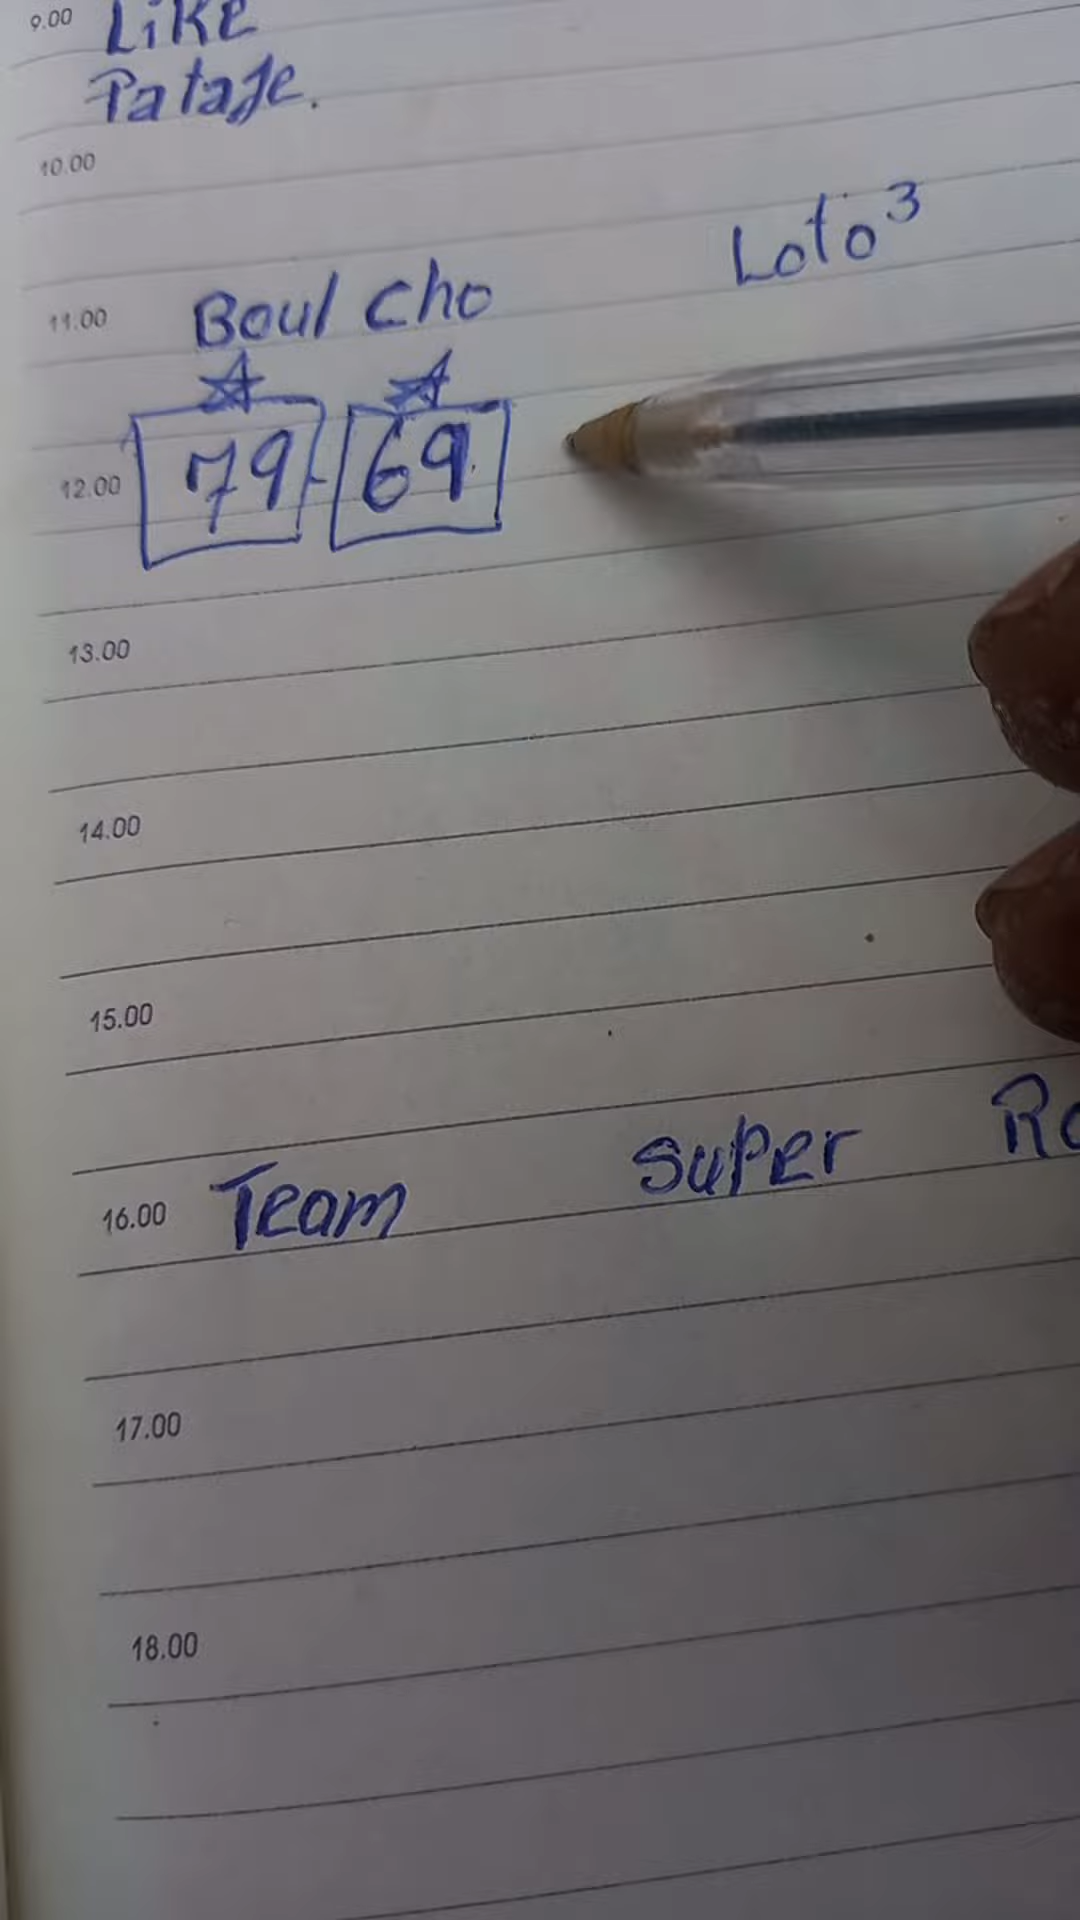 9.00 LiKE
Pataje.
10.00
Loto3
11.00 Boul cho
12.00 79 - 69
13.00
14.00
15.00
16.00 Team Super
17.00
18.00